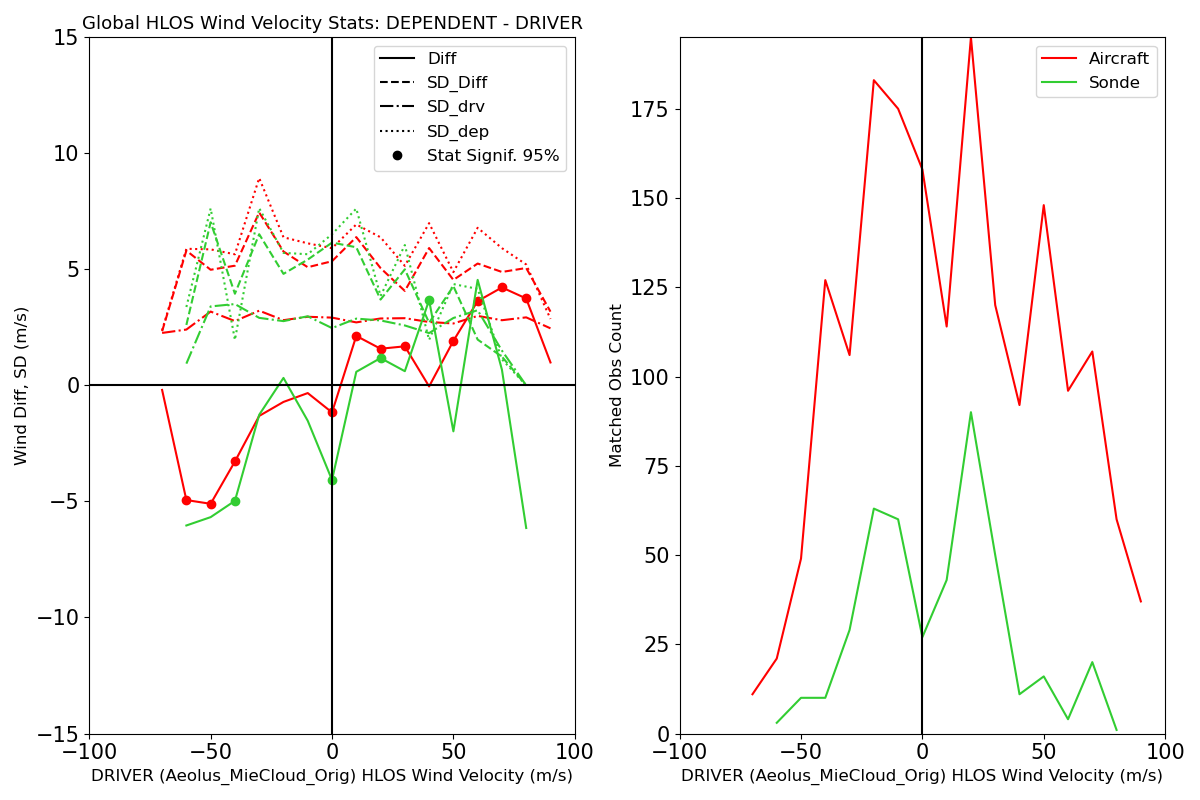 Global HLOS Wind Velocity Stats: DEPENDENT - DRIVER
15
10
5
0
−5
−10
−15
Wind Diff, SD (m/s)
−100
−50
0
50
100
DRIVER (Aeolus_MieCloud_Orig) HLOS Wind Velocity (m/s)
Diff
SD_Diff
SD_drv
SD_dep
Stat Signif. 95%
175
150
125
100
75
50
25
0
Matched Obs Count
−100
−50
0
50
100
DRIVER (Aeolus_MieCloud_Orig) HLOS Wind Velocity (m/s)
Aircraft
Sonde